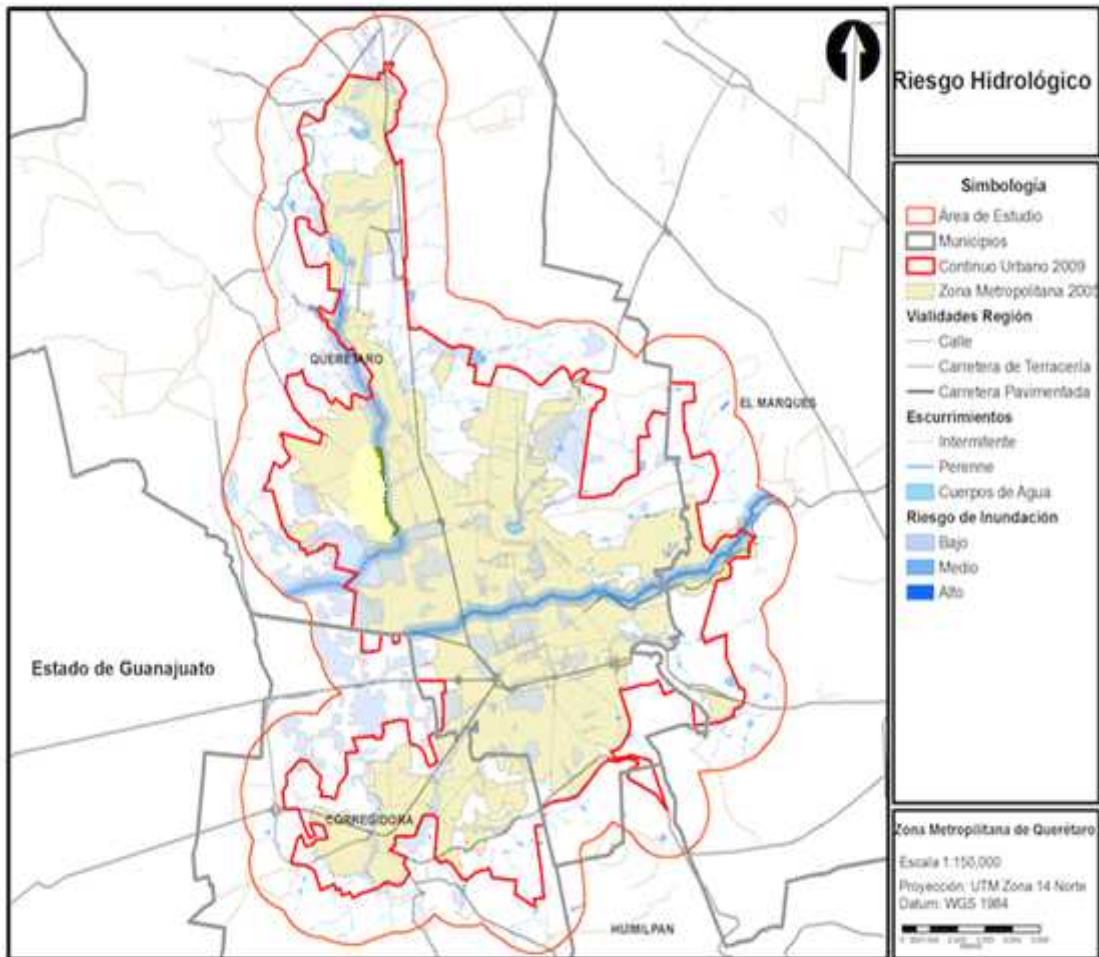 Riesgo Hidrológico
Simbología
Área de Estudio
Municipios
Continuo Urbano 2009
Zona Metropolitana 2005
Vialidades Región
Calle
Carretera de Terracería
Carretera Pavimentada
Escurrimientos
Intermitente
Perenne
Cuerpos de Agua
Riesgo de Inundación
Bajo
Medio
Alto
QUERÉTARO
EL MARQUES
Estado de Guanajuato
CORREGIDORA
HUIMILPAN
Zona Metropilitana de Querétaro
Escala 1:150,000
Proyección: UTM Zona 14 Norte
Datum: WGS 1984